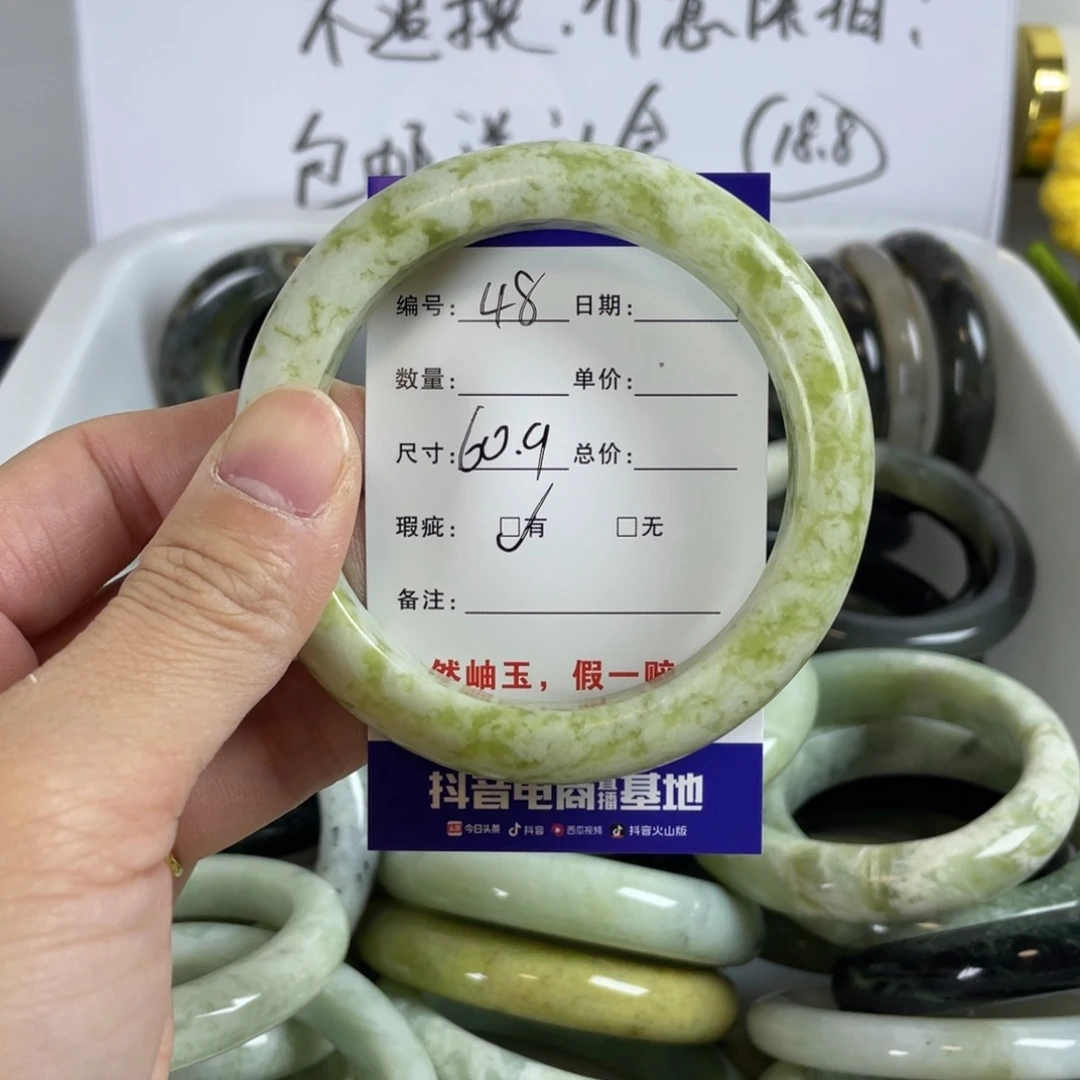 不退换.介意慎拍!
包邮送礼盒 (18.8)
编号: 48 日期:
数量: 单价:
尺寸: 60.9 总价:
瑕疵: □有 □无
备注:
然岫玉，假一赔
抖音电商直播基地
头条 今日头条 抖音 西瓜视频 抖音火山版